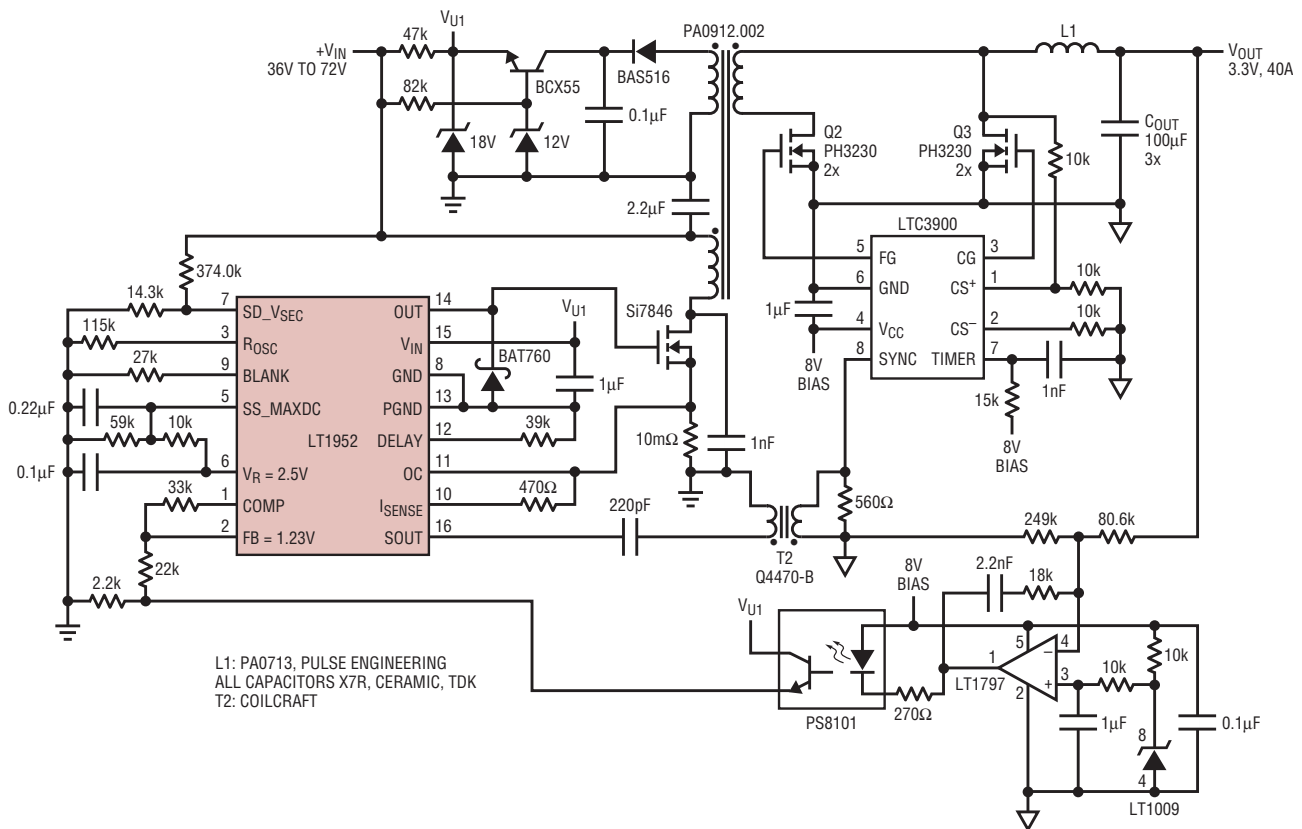 PA0912.002
L1
+VIN
36V TO 72V
47k
VU1
BCX55
BAS516
VOUT
3.3V, 40A
82k
18V
12V
0.1µF
Q2
PH3230
2x
Q3
PH3230
2x
10k
COUT
100µF
3x
2.2µF
LTC3900
5
FG
CG
3
6
GND
CS+
1
4
VCC
CS–
2
8
SYNC
TIMER
7
1µF
8V
BIAS
10k
10k
1nF
15k
8V
BIAS
374.0k
14.3k
115k
27k
0.22µF
59k
10k
0.1µF
33k
22k
2.2k
LT1952
7
SD_VSEC
3
ROSC
9
BLANK
5
SS_MAXDC
6
VR = 2.5V
1
COMP
2
FB = 1.23V
OUT
14
VIN
15
GND
8
PGND
13
DELAY
12
OC
11
ISENSE
10
SOUT
16
BAT760
VU1
1µF
39k
470Ω
Si7846
10mΩ
1nF
220pF
T2
Q4470-B
560Ω
249k
80.6k
2.2nF
18k
8V
BIAS
VU1
PS8101
270Ω
1
LT1797
5
4
–
3
+
2
10k
10k
1µF
8
4
LT1009
0.1µF
L1: PA0713, PULSE ENGINEERING
ALL CAPACITORS X7R, CERAMIC, TDK
T2: COILCRAFT